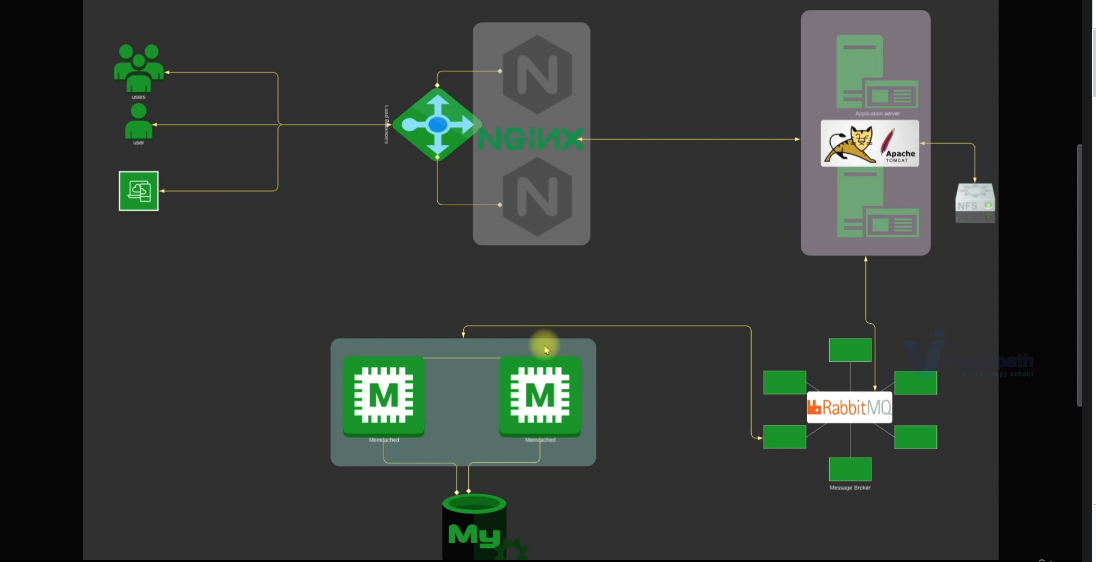 users
user
Load Balancers
N
NGINX
N
Application server
Apache
TOMCAT
NFS
M
Memcached
M
Memcached
RabbitMQ
Message Broker
My